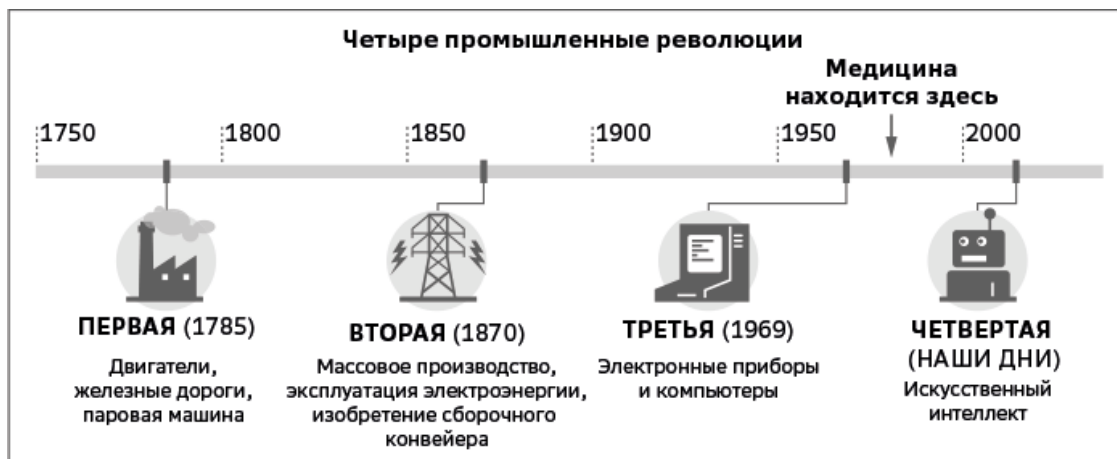 Четыре промышленные революции
Медицина
находится здесь
1750
1800
1850
1900
1950
2000
ПЕРВАЯ (1785)
Двигатели,
железные дороги,
паровая машина
ВТОРАЯ (1870)
Массовое производство,
эксплуатация электроэнергии,
изобретение сборочного
конвейера
ТРЕТЬЯ (1969)
Электронные приборы
и компьютеры
ЧЕТВЕРТАЯ
(НАШИ ДНИ)
Искусственный
интеллект